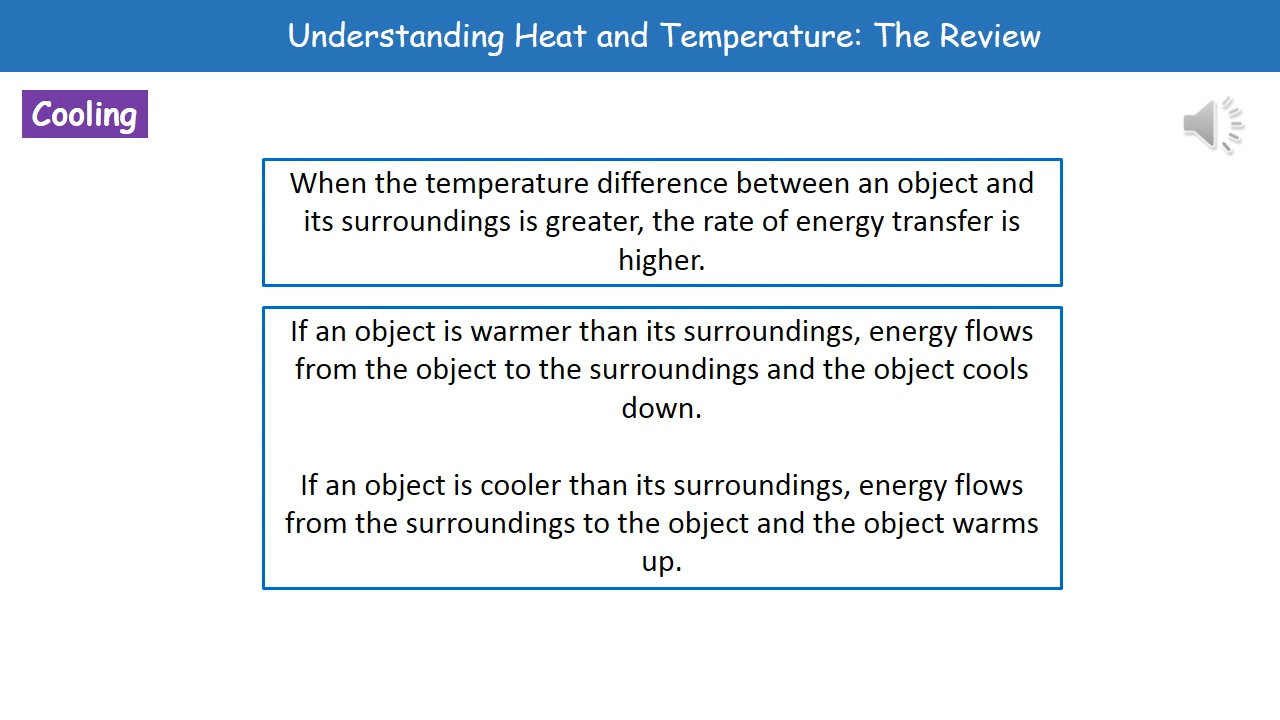 Understanding Heat and Temperature: The Review
Cooling
When the temperature difference between an object and
its surroundings is greater, the rate of energy transfer is
higher.
If an object is warmer than its surroundings, energy flows
from the object to the surroundings and the object cools
down.
If an object is cooler than its surroundings, energy flows
from the surroundings to the object and the object warms
up.